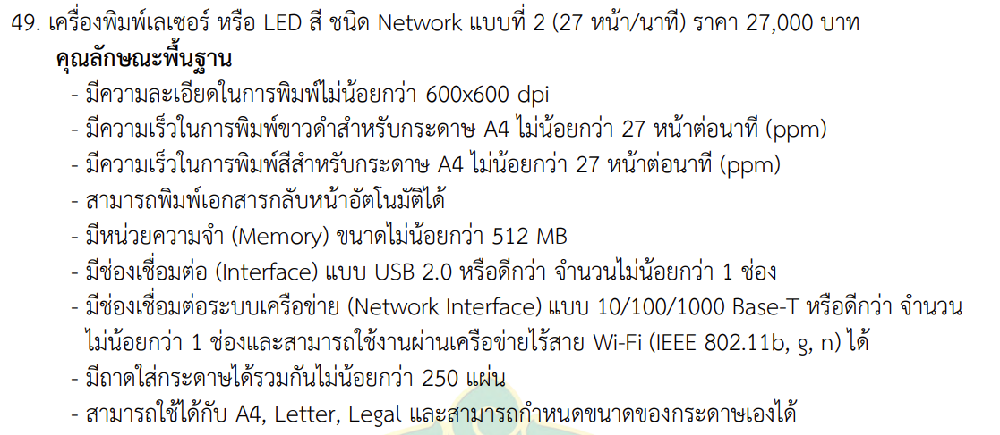 49. เครื่องพิมพ์เลเซอร์ หรือ LED สี ชนิด Network แบบที่ 2 (27 หน้า/นาที) ราคา 27,000 บาท
คุณลักษณะพื้นฐาน
- มีความละเอียดในการพิมพ์ไม่น้อยกว่า 600x600 dpi
- มีความเร็วในการพิมพ์ขาวดำสำหรับกระดาษ A4 ไม่น้อยกว่า 27 หน้าต่อนาที (ppm)
- มีความเร็วในการพิมพ์สีสำหรับกระดาษ A4 ไม่น้อยกว่า 27 หน้าต่อนาที (ppm)
- สามารถพิมพ์เอกสารกลับหน้าอัตโนมัติได้
- มีหน่วยความจำ (Memory) ขนาดไม่น้อยกว่า 512 MB
- มีช่องเชื่อมต่อ (Interface) แบบ USB 2.0 หรือดีกว่า จำนวนไม่น้อยกว่า 1 ช่อง
- มีช่องเชื่อมต่อระบบเครือข่าย (Network Interface) แบบ 10/100/1000 Base-T หรือดีกว่า จำนวน
ไม่น้อยกว่า 1 ช่องและสามารถใช้งานผ่านเครือข่ายไร้สาย Wi-Fi (IEEE 802.11b, g, n) ได้
- มีถาดใส่กระดาษได้รวมกันไม่น้อยกว่า 250 แผ่น
- สามารถใช้ได้กับ A4, Letter, Legal และสามารถกำหนดขนาดของกระดาษเองได้